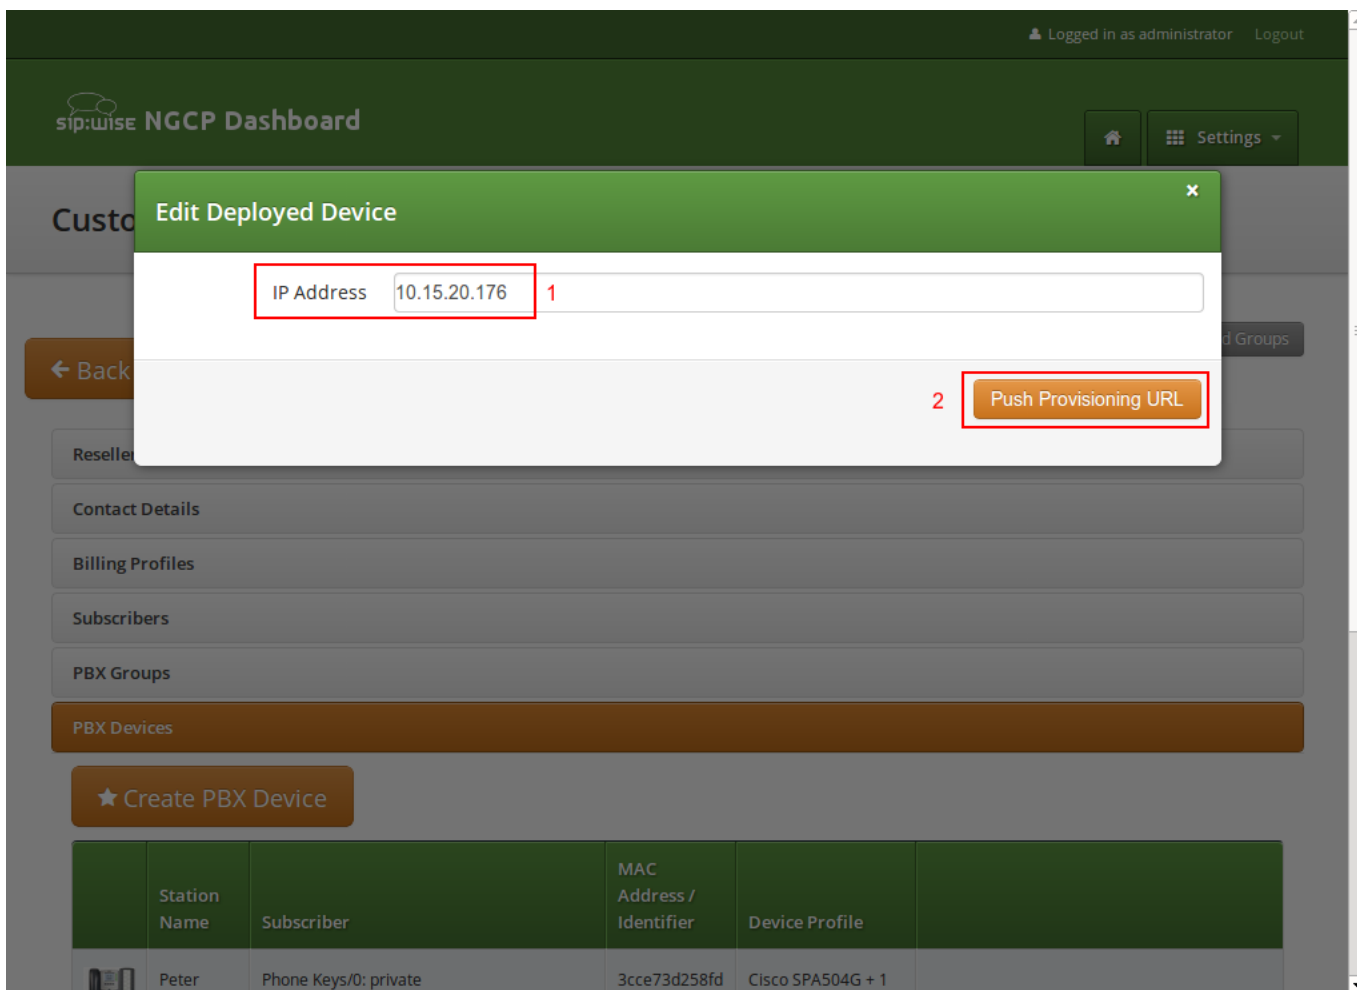 Logged in as administrator Logout
sip:wise NGCP Dashboard
Settings
Custo
Edit Deployed Device
×
IP Address 10.15.20.176 1
d Groups
Back
2 Push Provisioning URL
Reseller
Contact Details
Billing Profiles
Subscribers
PBX Groups
PBX Devices
Create PBX Device
Station Name
Subscriber
MAC Address / Identifier
Device Profile
Peter Phone Keys/0: private 3cce73d258fd Cisco SPA504G + 1